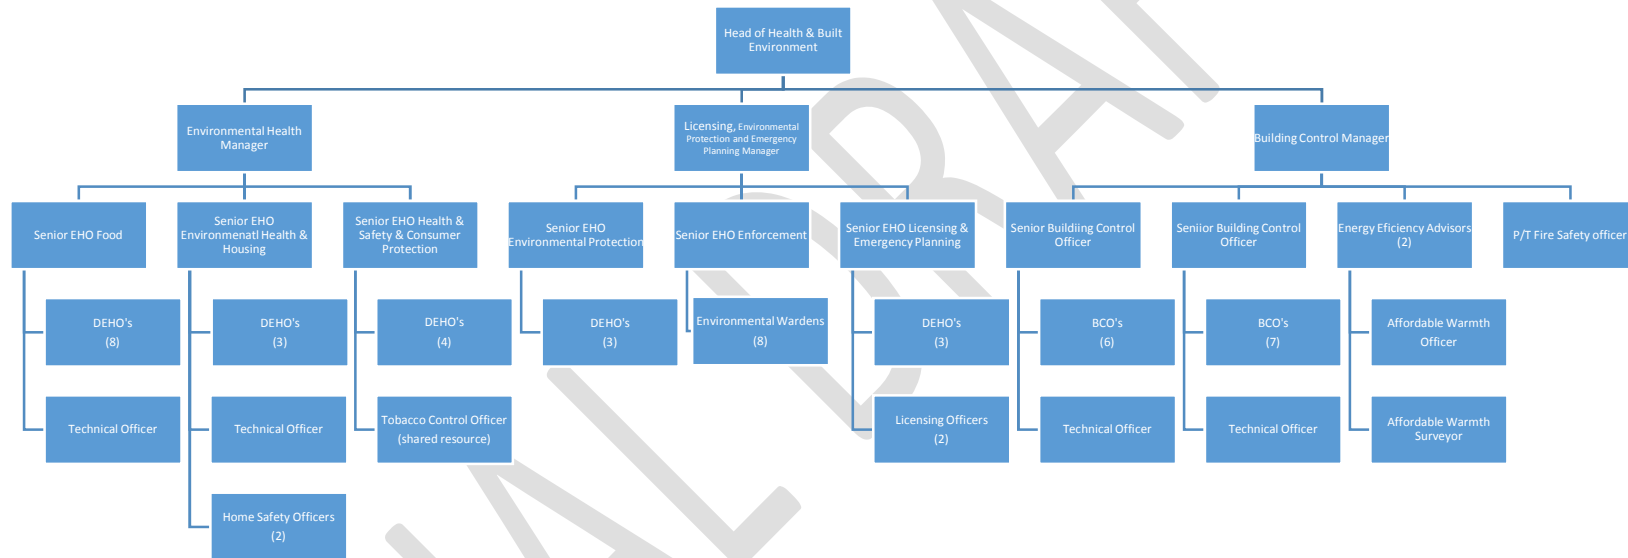 Head of Health & Built
Environment
Environmental Health
Manager
Licensing, Environmental
Protection and Emergency
Planning Manager
Building Control Manager
Senior EHO Food
Senior EHO
Environmenatl Health &
Housing
Senior EHO Health &
Safety & Consumer
Protection
Senior EHO
Environmental Protection
Senior EHO Enforcement
Senior EHO Licensing &
Emergency Planning
Senior Buildiing Control
Officer
Seniior Building Control
Officer
Energy Eficiency Advisors
(2)
P/T Fire Safety officer
DEHO's
(8)
DEHO's
(3)
DEHO's
(4)
DEHO's
(3)
Environmental Wardens
(8)
DEHO's
(3)
BCO's
(6)
BCO's
(7)
Affordable Warmth
Officer
Technical Officer
Technical Officer
Tobacco Control Officer
(shared resource)
Licensing Officers
(2)
Technical Officer
Technical Officer
Affordable Warmth
Surveyor
Home Safety Officers
(2)